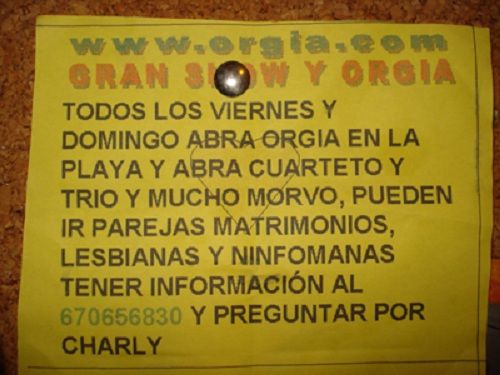 www.orgia.com
GRAN SHOW Y ORGIA
TODOS LOS VIERNES Y
DOMINGO ABRA ORGIA EN LA
PLAYA Y ABRA CUARTETO Y
TRIO Y MUCHO MORVO, PUEDEN
IR PAREJAS MATRIMONIOS,
LESBIANAS Y NINFOMANAS
TENER INFORMACIÓN AL
670656830 Y PREGUNTAR POR
CHARLY